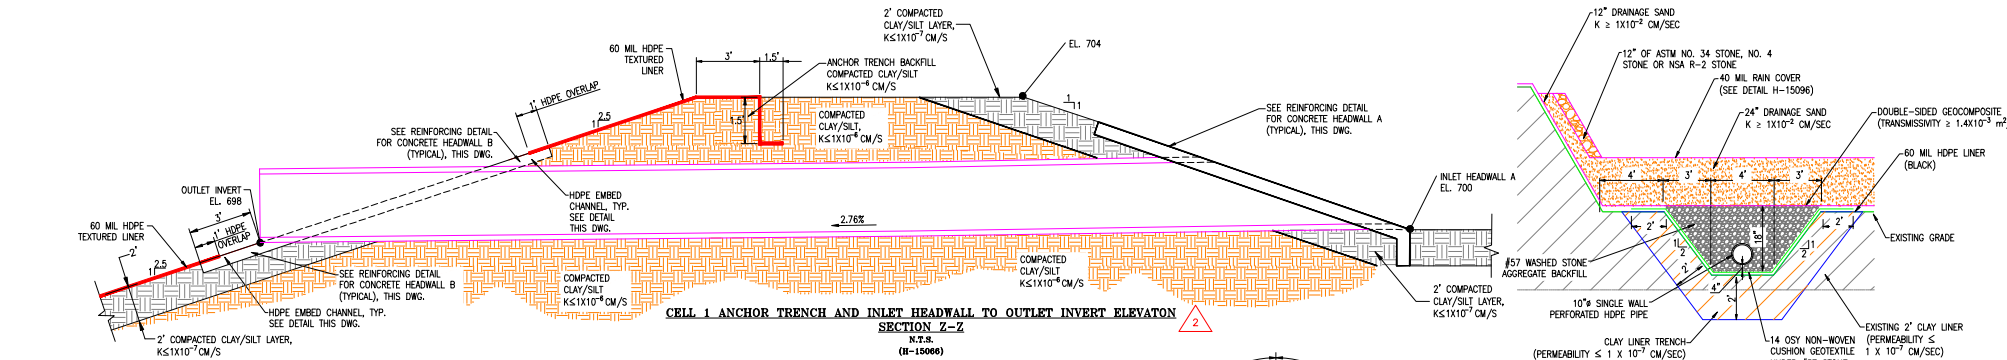 2' COMPACTED
CLAY/SILT LAYER,
K≤1X10⁻⁷ CM/S
EL. 704
60 MIL HDPE
TEXTURED
LINER
3'
1.5'
ANCHOR TRENCH BACKFILL
COMPACTED CLAY/SILT
K≤1X10⁻⁶ CM/S
1' HDPE OVERLAP
1
2.5
1.5'
COMPACTED
CLAY/SILT,
K≤1X10⁻⁶ CM/S
1
1
SEE REINFORCING DETAIL
FOR CONCRETE HEADWALL A
(TYPICAL), THIS DWG.
SEE REINFORCING DETAIL
FOR CONCRETE HEADWALL B
(TYPICAL), THIS DWG.
HDPE EMBED
CHANNEL, TYP.
SEE DETAIL
THIS DWG.
OUTLET INVERT
EL. 698
INLET HEADWALL A
EL. 700
3'
1' HDPE
OVERLAP
60 MIL HDPE
TEXTURED LINER
2.76%
2'
1
2.5
SEE REINFORCING DETAIL
FOR CONCRETE HEADWALL B
(TYPICAL), THIS DWG.
COMPACTED
CLAY/SILT
K≤1X10⁻⁶ CM/S
COMPACTED
CLAY/SILT
K≤1X10⁻⁶ CM/S
2' COMPACTED
CLAY/SILT LAYER,
K≤1X10⁻⁷ CM/S
HDPE EMBED CHANNEL, TYP.
SEE DETAIL THIS DWG.
2' COMPACTED CLAY/SILT LAYER,
K≤1X10⁻⁷ CM/S
CELL 1 ANCHOR TRENCH AND INLET HEADWALL TO OUTLET INVERT ELEVATON
SECTION Z-Z
N.T.S.
(H-15066)
2
12" DRAINAGE SAND
K ≥ 1X10⁻² CM/SEC
12" OF ASTM NO. 34 STONE, NO. 4
STONE OR NSA R-2 STONE
40 MIL RAIN COVER
(SEE DETAIL H-15096)
24" DRAINAGE SAND
K ≥ 1X10⁻² CM/SEC
DOUBLE-SIDED GEOCOMPOSITE
(TRANSMISSIVITY ≥ 1.4X10⁻³ m²
60 MIL HDPE LINER
(BLACK)
4'
3'
4'
3'
2'
2'
18"
1
2
1
2
4"
2'
EXISTING GRADE
#57 WASHED STONE
AGGREGATE BACKFILL
10"ø SINGLE WALL
PERFORATED HDPE PIPE
CLAY LINER TRENCH
(PERMEABILITY ≤ 1 X 10⁻⁷ CM/SEC)
14 OSY NON-WOVEN
CUSHION GEOTEXTILE
EXISTING 2' CLAY LINER
(PERMEABILITY ≤
1 X 10⁻⁷ CM/SEC)